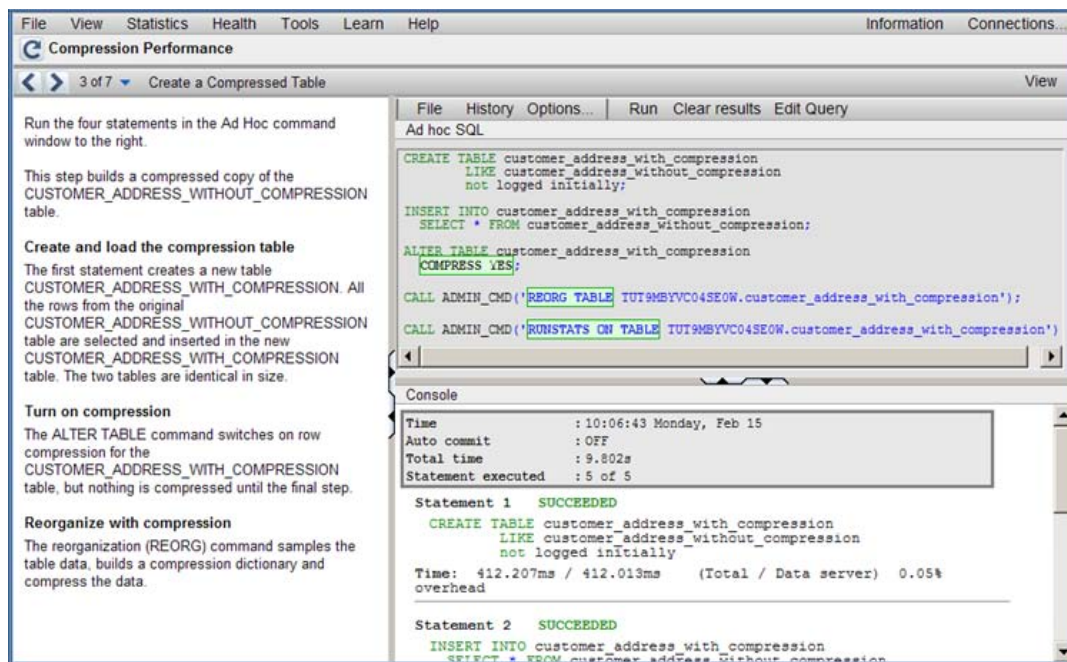 File View Statistics Health Tools Learn Help Information Connections...
Compression Performance
3 of 7 Create a Compressed Table View
Run the four statements in the Ad Hoc command
window to the right.
This step builds a compressed copy of the
CUSTOMER_ADDRESS_WITHOUT_COMPRESSION
table.
Create and load the compression table
The first statement creates a new table
CUSTOMER_ADDRESS_WITH_COMPRESSION. All
the rows from the original
CUSTOMER_ADDRESS_WITHOUT_COMPRESSION
table are selected and inserted in the new
CUSTOMER_ADDRESS_WITH_COMPRESSION
table. The two tables are identical in size.
Turn on compression
The ALTER TABLE command switches on row
compression for the
CUSTOMER_ADDRESS_WITH_COMPRESSION
table, but nothing is compressed until the final step.
Reorganize with compression
The reorganization (REORG) command samples the
table data, builds a compression dictionary and
compress the data.
File History Options... Run Clear results Edit Query
Ad hoc SQL
CREATE TABLE customer_address_with_compression
LIKE customer_address_without_compression
not logged initially;
INSERT INTO customer_address_with_compression
SELECT * FROM customer_address_without_compression;
ALTER TABLE customer_address_with_compression
COMPRESS YES;
CALL ADMIN_CMD('REORG TABLE TUT9MBYVC04SE0W.customer_address_with_compression');
CALL ADMIN_CMD('RUNSTATS ON TABLE TUT9MBYVC04SE0W.customer_address_with_compression')
Console
Time : 10:06:43 Monday, Feb 15
Auto commit : OFF
Total time : 9.802s
Statement executed : 5 of 5
Statement 1 SUCCEEDED
CREATE TABLE customer_address_with_compression
LIKE customer_address_without_compression
not logged initially
Time: 412.207ms / 412.013ms (Total / Data server) 0.05%
overhead
Statement 2 SUCCEEDED
INSERT INTO customer_address_with_compression
SELECT * FROM customer_address_without_compression